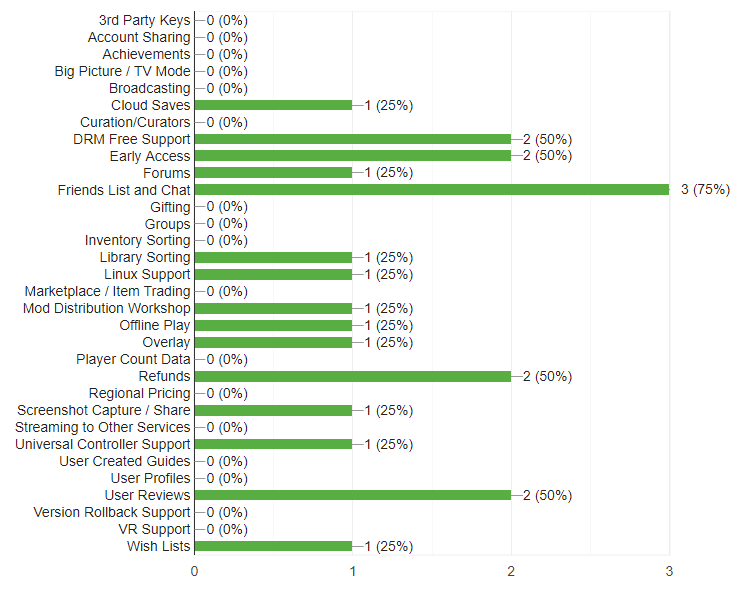 3rd Party Keys 0 (0%)
Account Sharing 0 (0%)
Achievements 0 (0%)
Big Picture / TV Mode 0 (0%)
Broadcasting 0 (0%)
Cloud Saves 1 (25%)
Curation/Curators 0 (0%)
DRM Free Support 2 (50%)
Early Access 2 (50%)
Forums 1 (25%)
Friends List and Chat 3 (75%)
Gifting 0 (0%)
Groups 0 (0%)
Inventory Sorting 0 (0%)
Library Sorting 1 (25%)
Linux Support 1 (25%)
Marketplace / Item Trading 0 (0%)
Mod Distribution Workshop 1 (25%)
Offline Play 1 (25%)
Overlay 1 (25%)
Player Count Data 0 (0%)
Refunds 2 (50%)
Regional Pricing 0 (0%)
Screenshot Capture / Share 1 (25%)
Streaming to Other Services 0 (0%)
Universal Controller Support 1 (25%)
User Created Guides 0 (0%)
User Profiles 0 (0%)
User Reviews 2 (50%)
Version Rollback Support 0 (0%)
VR Support 0 (0%)
Wish Lists 1 (25%)
0 1 2 3